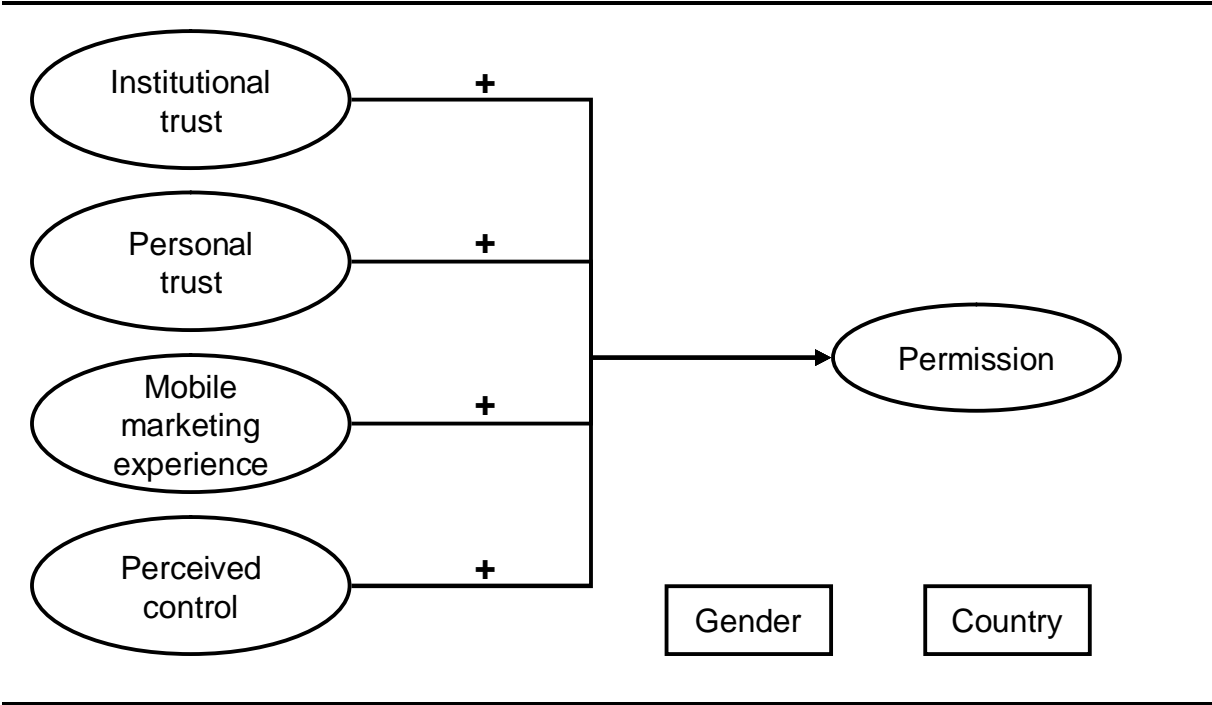 Institutional
trust
+
Personal
trust
+
Mobile
marketing
experience
+
Perceived
control
+
Permission
Gender
Country